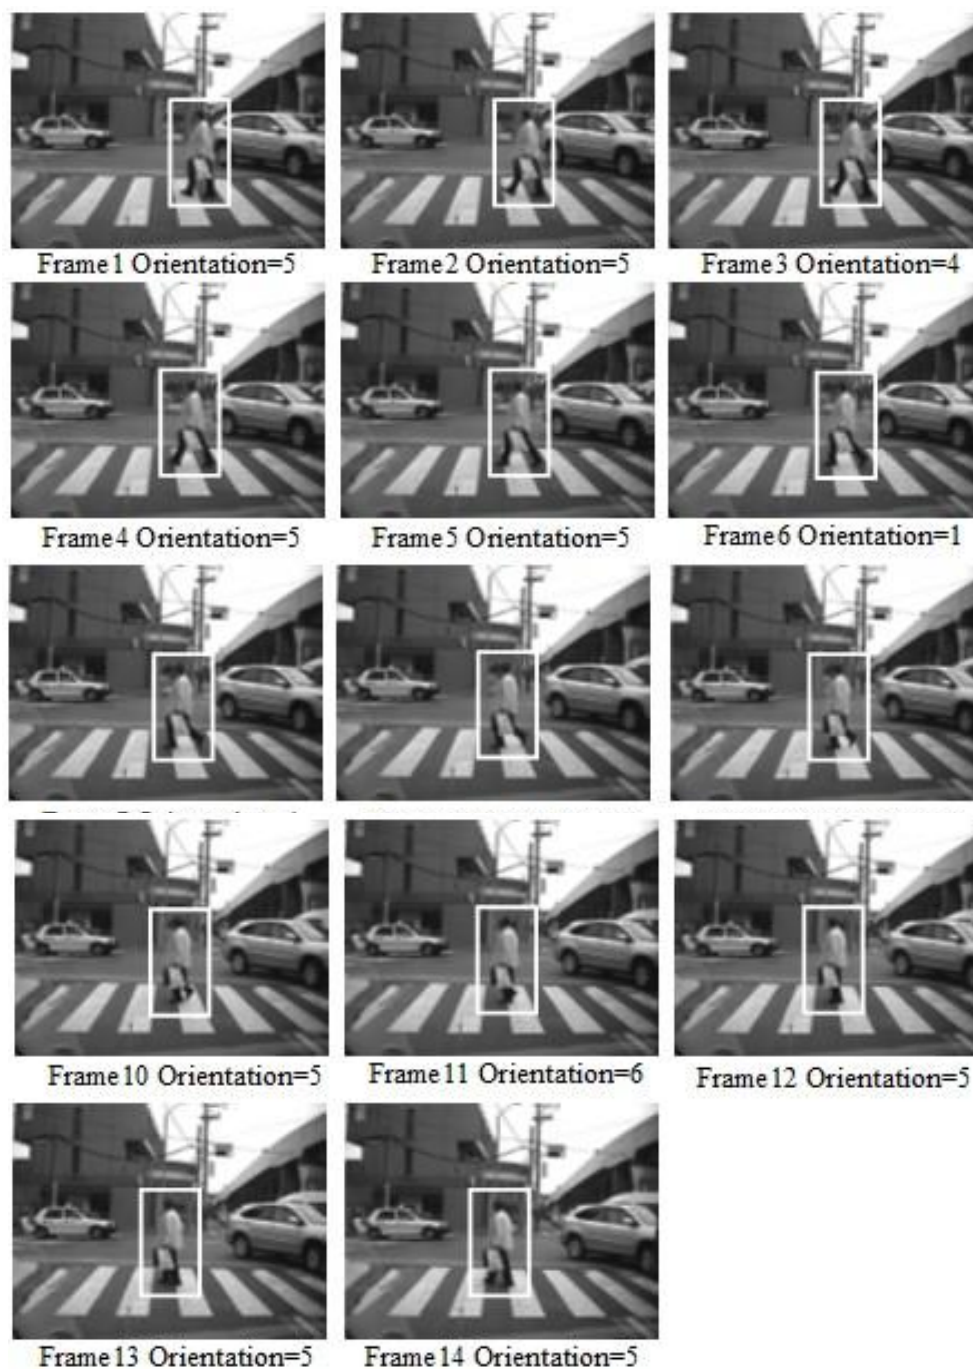 Frame 1 Orientation=5
Frame 2 Orientation=5
Frame 3 Orientation=4
Frame 4 Orientation=5
Frame 5 Orientation=5
Frame 6 Orientation=1
Frame 10 Orientation=5
Frame 11 Orientation=6
Frame 12 Orientation=5
Frame 13 Orientation=5
Frame 14 Orientation=5